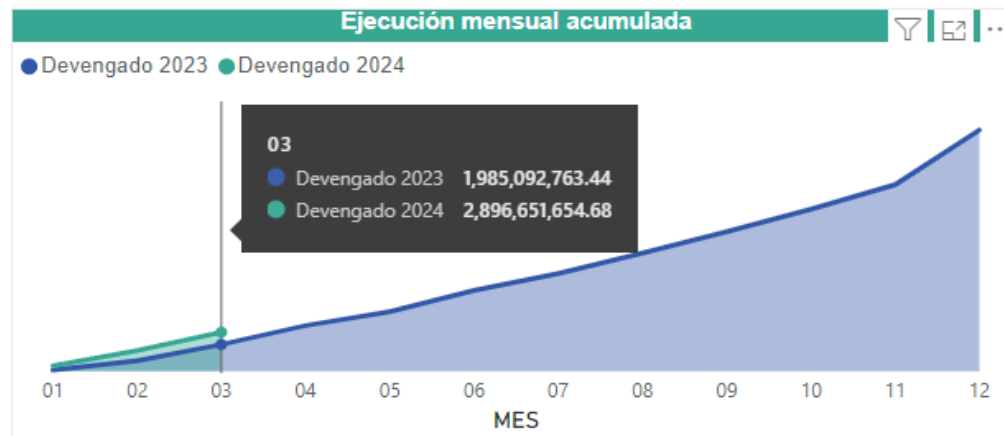 Ejecución mensual acumulada
Devengado 2023 Devengado 2024
03
Devengado 2023 1,985,092,763.44
Devengado 2024 2,896,651,654.68
01 02 03 04 05 06 07 08 09 10 11 12
MES